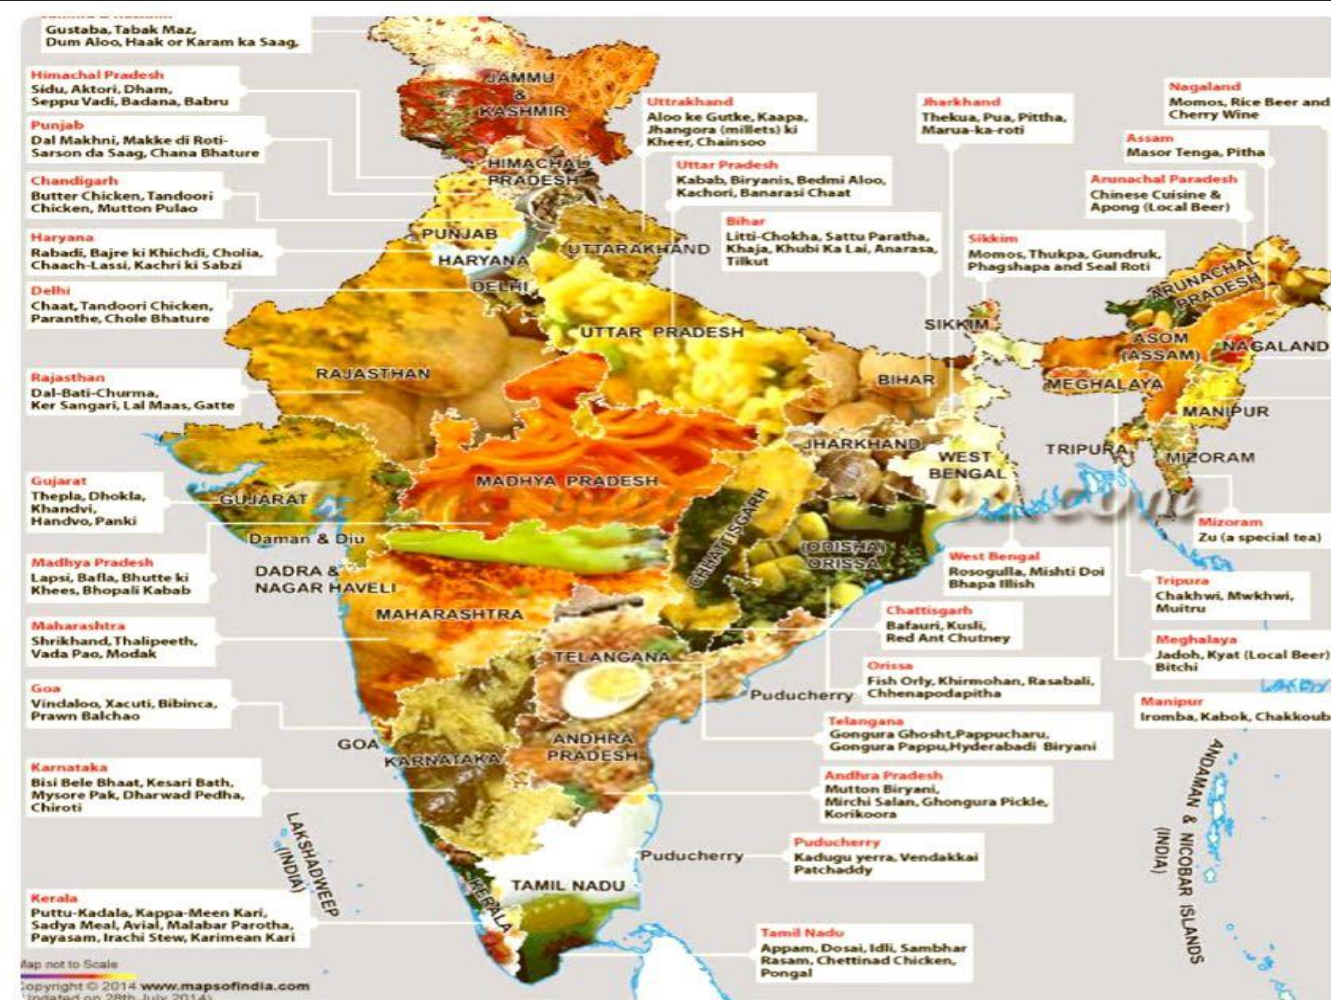 Gustaba, Tabak Maz,
Dum Aloo, Haak or Karam ka Saag,
Himachal Pradesh
Sidu, Aktori, Dham,
Seppu Vadi, Badana, Babru
Punjab
Dal Makhni, Makke di Roti-
Sarson da Saag, Chana Bhature
Chandigarh
Butter Chicken, Tandoori
Chicken, Mutton Pulao
Haryana
Rabadi, Bajre ki Khichdi, Cholia,
Chaach-Lassi, Kachri ki Sabzi
Delhi
Chaat, Tandoori Chicken,
Paranthe, Chole Bhature
Rajasthan
Dal-Bati-Churma,
Ker Sangari, Lal Maas, Gatte
Gujarat
Thepla, Dhokla,
Khandvi,
Handvo, Panki
Madhya Pradesh
Lapsi, Bafla, Bhutte ki
Khees, Bhopali Kabab
Maharashtra
Shrikhand, Thalipeeth,
Vada Pao, Modak
Goa
Vindaloo, Xacuti, Bibinca,
Prawn Balchao
Karnataka
Bisi Bele Bhaat, Kesari Bath,
Mysore Pak, Dharwad Pedha,
Chiroti
Kerala
Puttu-Kadala, Kappa-Meen Kari,
Sadya Meal, Avial, Malabar Parotha,
Payasam, Irachi Stew, Karimean Kari
Map not to Scale
Copyright © 2014 www.mapsofindia.com
(Updated on 28th July 2014)
JAMMU
&
KASHMIR
HIMACHAL
PRADESH
PUNJAB
HARYANA
UTTARAKHAND
DELHI
UTTAR PRADESH
RAJASTHAN
BIHAR
SIKKIM
ARUNACHAL
PRADESH
ASOM
(ASSAM)
NAGALAND
MEGHALAYA
MANIPUR
TRIPURA
MIZORAM
JHARKHAND
WEST
BENGAL
MADHYA PRADESH
GUJARAT
Daman & Diu
DADRA &
NAGAR HAVELI
CHHATTISGARH
(ODISHA)
ORISSA
MAHARASHTRA
TELANGANA
Puducherry
GOA
KARNATAKA
ANDHRA
PRADESH
Puducherry
TAMIL NADU
KERALA
LAKSHADWEEP
(INDIA)
ANDAMAN & NICOBAR ISLANDS
(INDIA)
Uttrakhand
Aloo ke Gutke, Kaapa,
Jhangora (millets) ki
Kheer, Chainsoo
Uttar Pradesh
Kabab, Biryanis, Bedmi Aloo,
Kachori, Banarasi Chaat
Bihar
Litti-Chokha, Sattu Paratha,
Khaja, Khubi Ka Lai, Anarasa,
Tilkut
Jharkhand
Thekua, Pua, Pittha,
Marua-ka-roti
Sikkim
Momos, Thukpa, Gundruk,
Phagshapa and Seal Roti
Nagaland
Momos, Rice Beer and
Cherry Wine
Assam
Masor Tenga, Pitha
Arunachal Paradesh
Chinese Cuisine &
Apong (Local Beer)
Mizoram
Zu (a special tea)
West Bengal
Rosogulla, Mishti Doi
Bhapa Illish
Tripura
Chakhwi, Mwkhwi,
Muitru
Chattisgarh
Bafauri, Kusli,
Red Ant Chutney
Meghalaya
Jadoh, Kyat (Local Beer)
Bitchi
Orissa
Fish Orly, Khirmohan, Rasabali,
Chhenapodapitha
Manipur
Iromba, Kabok, Chakkoub
Telangana
Gongura Ghosht,Pappucharu,
Gongura Pappu,Hyderabadi Biryani
Andhra Pradesh
Mutton Biryani,
Mirchi Salan, Ghongura Pickle,
Korikoora
Puducherry
Kadugu yerra, Vendakkai
Patchaddy
Tamil Nadu
Appam, Dosai, Idli, Sambhar
Rasam, Chettinad Chicken,
Pongal